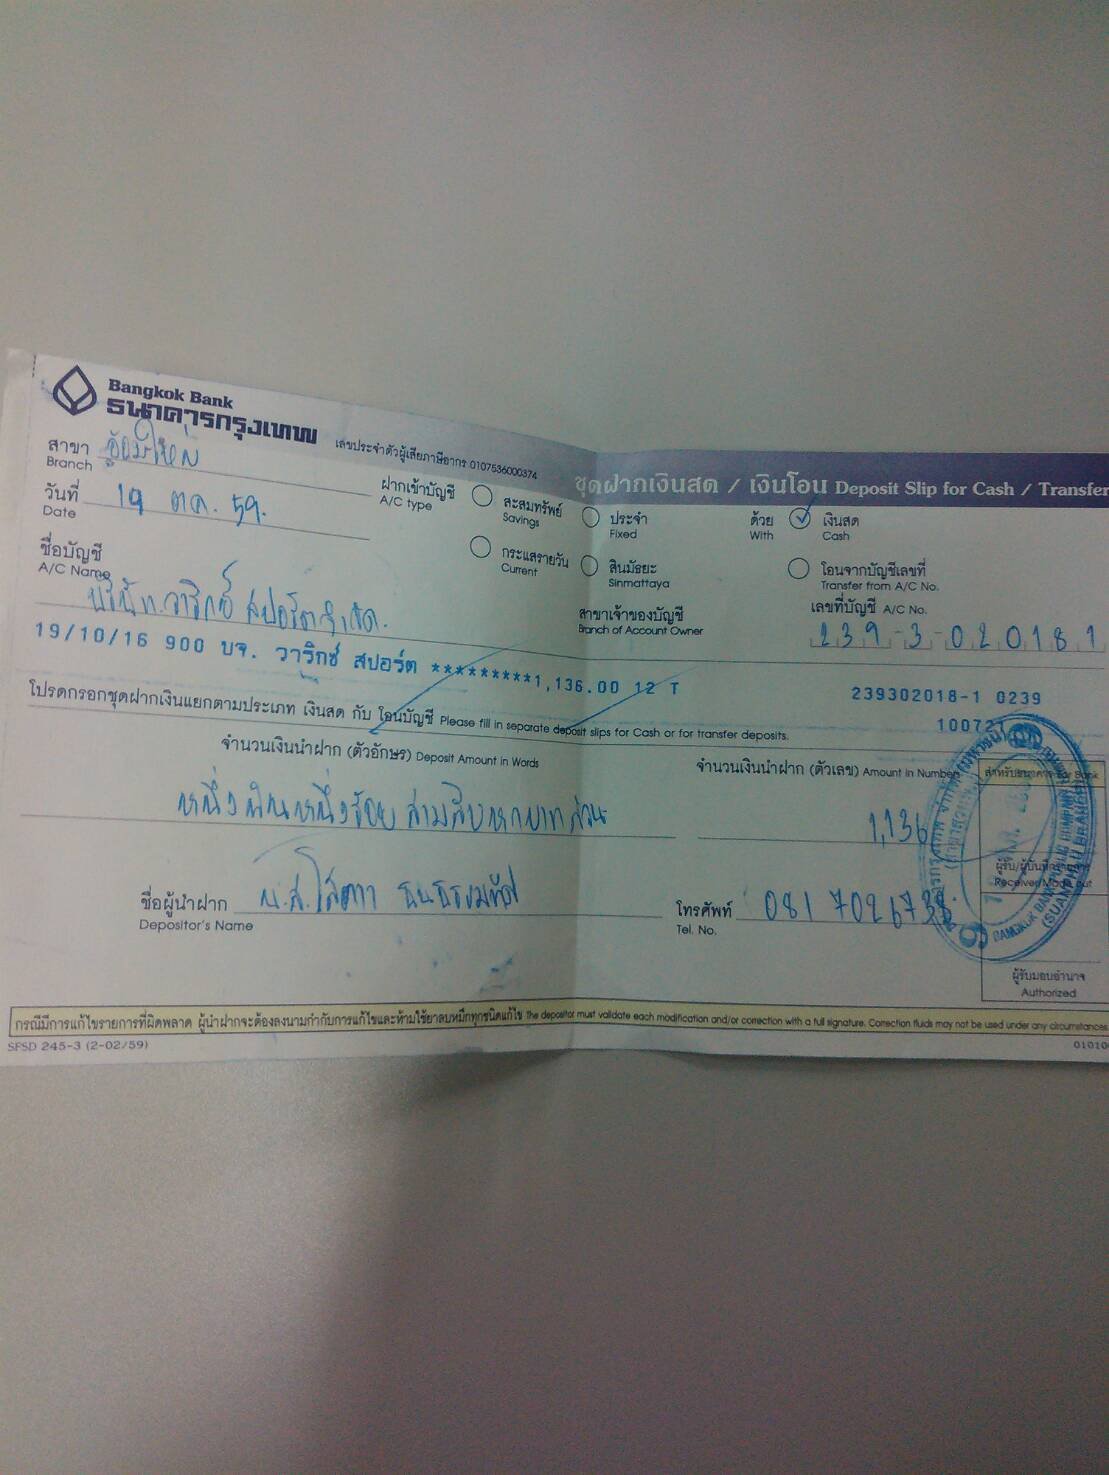 Bangkok Bank
ธนาคารกรุงเทพ
เลขประจำตัวผู้เสียภาษีอากร 0107536000374
ชุดฝากเงินสด / เงินโอน Deposit Slip for Cash / Transfer
สาขา อ้อมใหญ่
Branch
วันที่ 19 ตค. 59.
Date
ฝากเข้าบัญชี
A/C type
สะสมทรัพย์
Savings
ประจำ
Fixed
กระแสรายวัน
Current
สินมัธยะ
Sinmattaya
ด้วย
With
เงินสด
Cash
โอนจากบัญชีเลขที่
Transfer from A/C No.
ชื่อบัญชี
A/C Name
บริษัท วาริกซ์ สปอร์ต จำกัด.
สาขาเจ้าของบัญชี
Branch of Account Owner
เลขที่บัญชี A/C No.
239-3-020181
19/10/16 900 บจ. วาริกซ์ สปอร์ต *********1,136.00 12 T
239302018-1 0239
100721
โปรดกรอกชุดฝากเงินแยกตามประเภท เงินสด กับ โอนบัญชี Please fill in separate deposit slips for Cash or for transfer deposits.
จำนวนเงินนำฝาก (ตัวอักษร) Deposit Amount in Words
จำนวนเงินนำฝาก (ตัวเลข) Amount in Number
สำหรับธนาคาร For Bank
หนึ่งพันหนึ่งร้อยสามสิบหกบาทถ้วน
1,136
ผู้รับ/ผู้บันทึกรายการ
Receiver/Made out
ชื่อผู้นำฝาก น.ส.
Depositor's Name
โทรศัพท์ 081 7026738
Tel. No.
ผู้รับมอบอำนาจ
Authorized
กรณีมีการแก้ไขรายการที่ผิดพลาด ผู้นำฝากจะต้องลงนามกำกับการแก้ไขและห้ามใช้ยาลบหมึกทุกชนิดแก้ไข The depositor must validate each modification and/or correction with a full signature. Correction fluids may not be used under any circumstances
SFSD 245-3 (2-02/59)